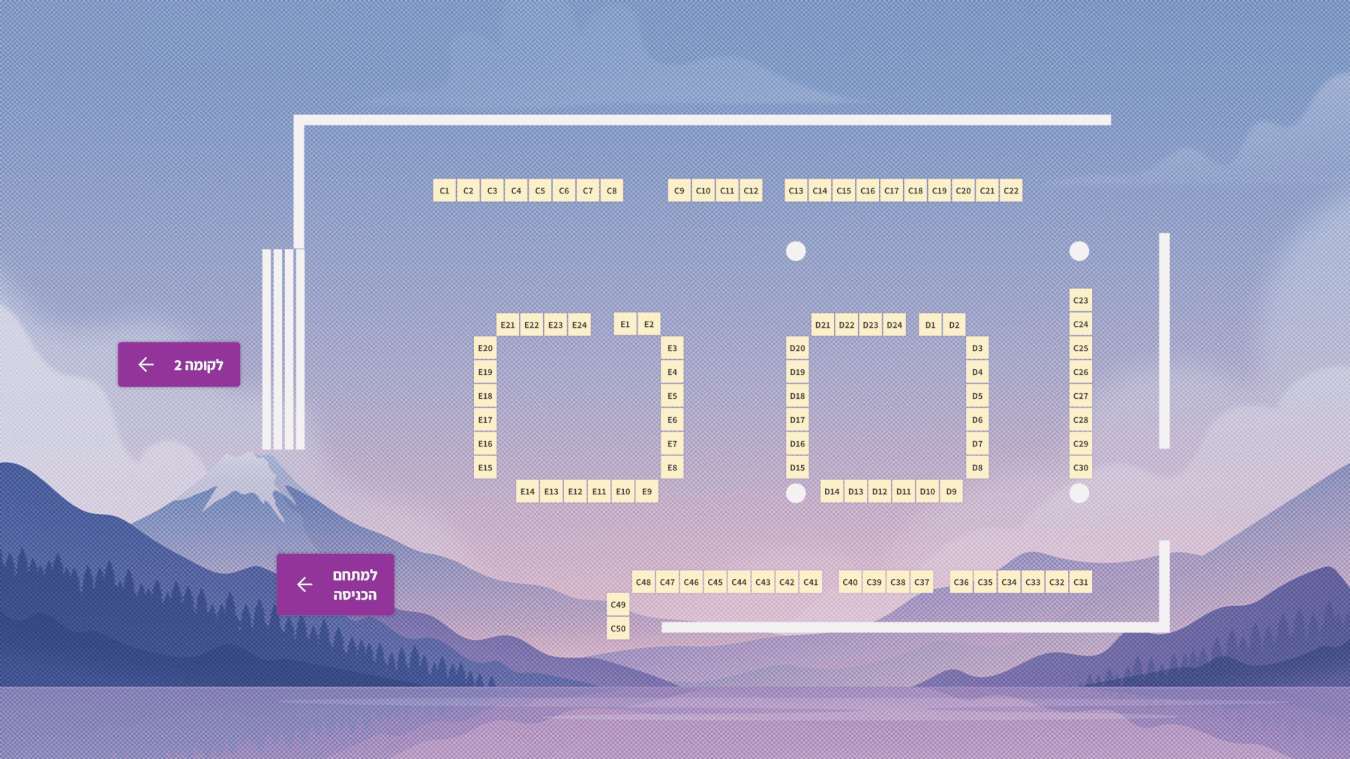 C1 C2 C3 C4 C5 C6 C7 C8 C9 C10 C11 C12 C13 C14 C15 C16 C17 C18 C19 C20 C21 C22
C23
E21 E22 E23 E24 E1 E2 D21 D22 D23 D24 D1 D2 C24
E20 E3 D20 D3 C25
E19 E4 D19 D4 C26
E18 E5 D18 D5 C27
E17 E6 D17 D6 C28
E16 E7 D16 D7 C29
E15 E8 D15 D8 C30
E14 E13 E12 E11 E10 E9 D14 D13 D12 D11 D10 D9
C48 C47 C46 C45 C44 C43 C42 C41 C40 C39 C38 C37 C36 C35 C34 C33 C32 C31
C49
C50
לקומה 2
למתחם
הכניסה